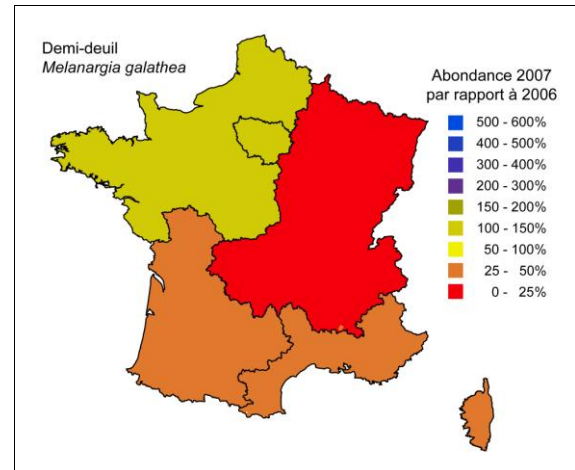 Demi-deuil
Melanargia galathea
Abondance 2007
par rapport à 2006
500 - 600%
400 - 500%
300 - 400%
200 - 300%
150 - 200%
100 - 150%
50 - 100%
25 - 50%
0 - 25%